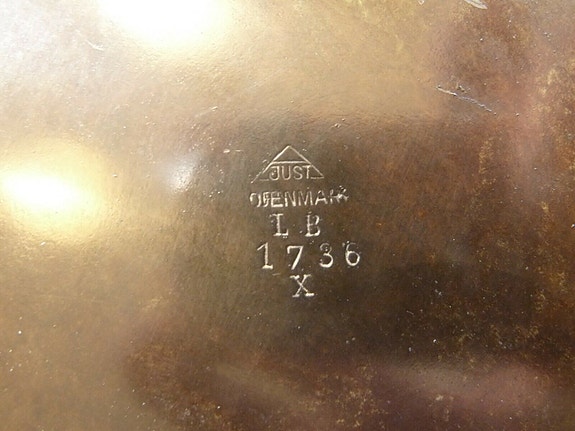 JUST
DENMARK
L B
1736
X